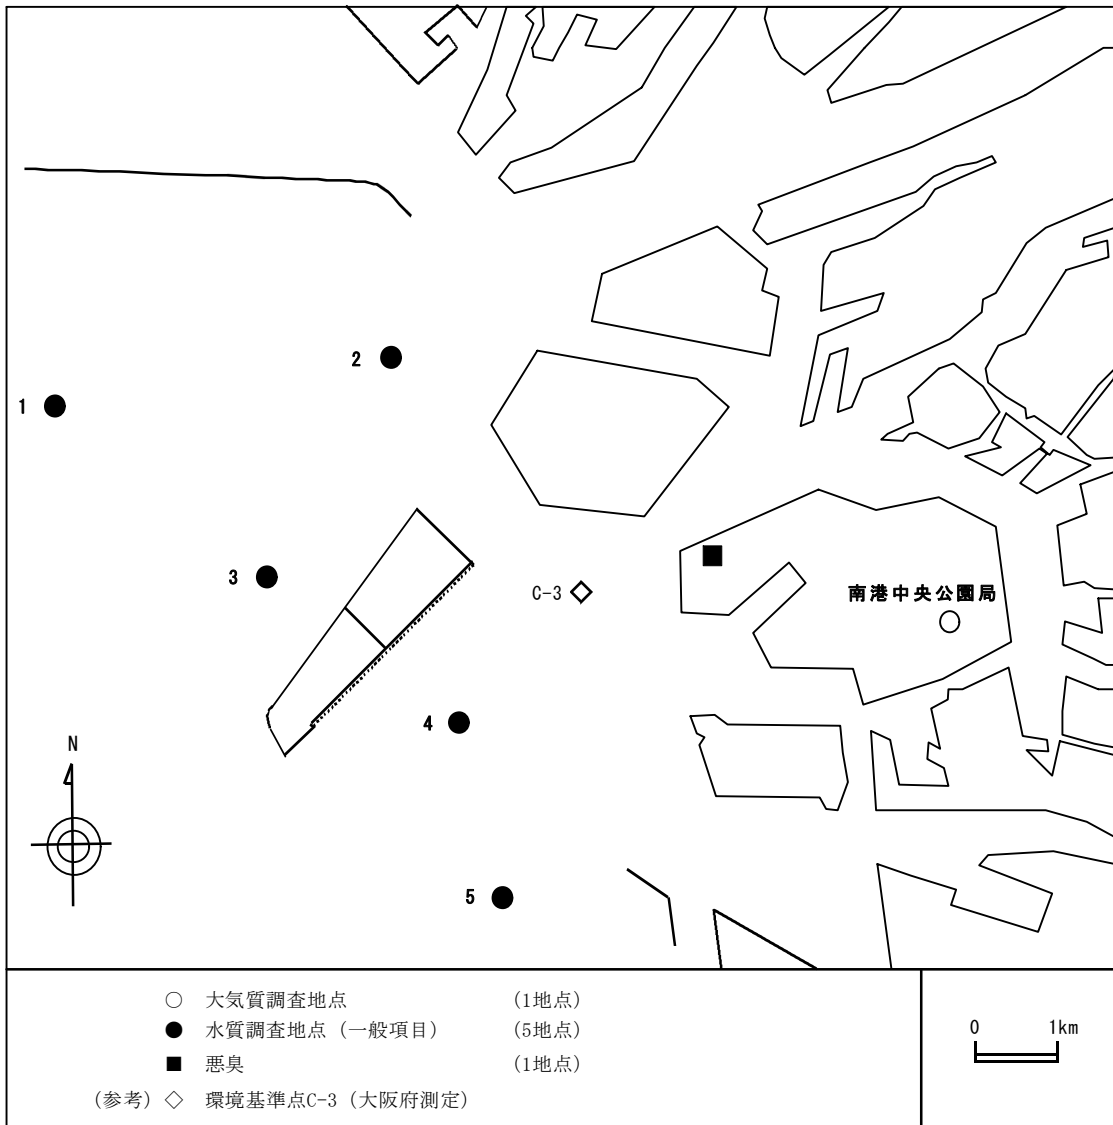 2
1
3
C-3
南港中央公園局
4
N
5
○ 大気質調査地点 (1地点)
● 水質調査地点（一般項目） (5地点)
■ 悪臭 (1地点)
(参考) ◇ 環境基準点C-3（大阪府測定）
0 1km